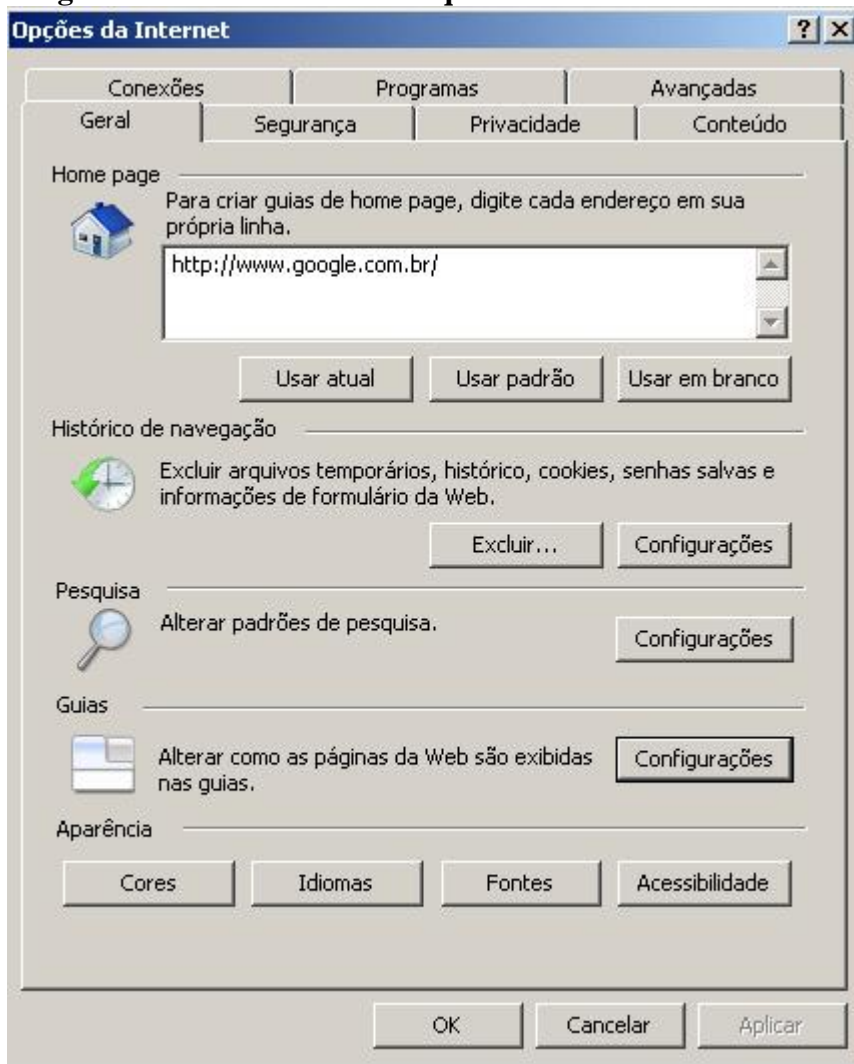 Opções da Internet
Conexões
Programas
Avançadas
Geral
Segurança
Privacidade
Conteúdo
Home page
Para criar guias de home page, digite cada endereço em sua
própria linha.
http://www.google.com.br/
Usar atual
Usar padrão
Usar em branco
Histórico de navegação
Excluir arquivos temporários, histórico, cookies, senhas salvas e
informações de formulário da Web.
Excluir...
Configurações
Pesquisa
Alterar padrões de pesquisa.
Configurações
Guias
Alterar como as páginas da Web são exibidas
nas guias.
Configurações
Aparência
Cores
Idiomas
Fontes
Acessibilidade
OK
Cancelar
Aplicar